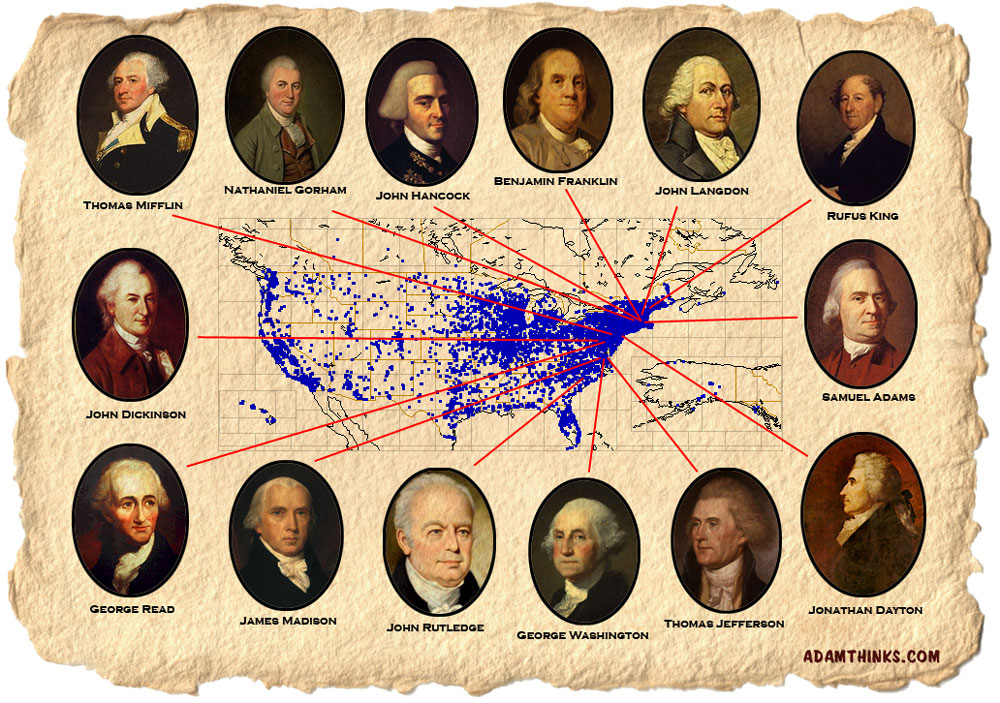 Thomas Mifflin
Nathaniel Gorham
John Hancock
Benjamin Franklin
John Langdon
Rufus King
John Dickinson
Samuel Adams
George Read
James Madison
John Rutledge
George Washington
Thomas Jefferson
Jonathan Dayton
ADAMTHINKS.COM